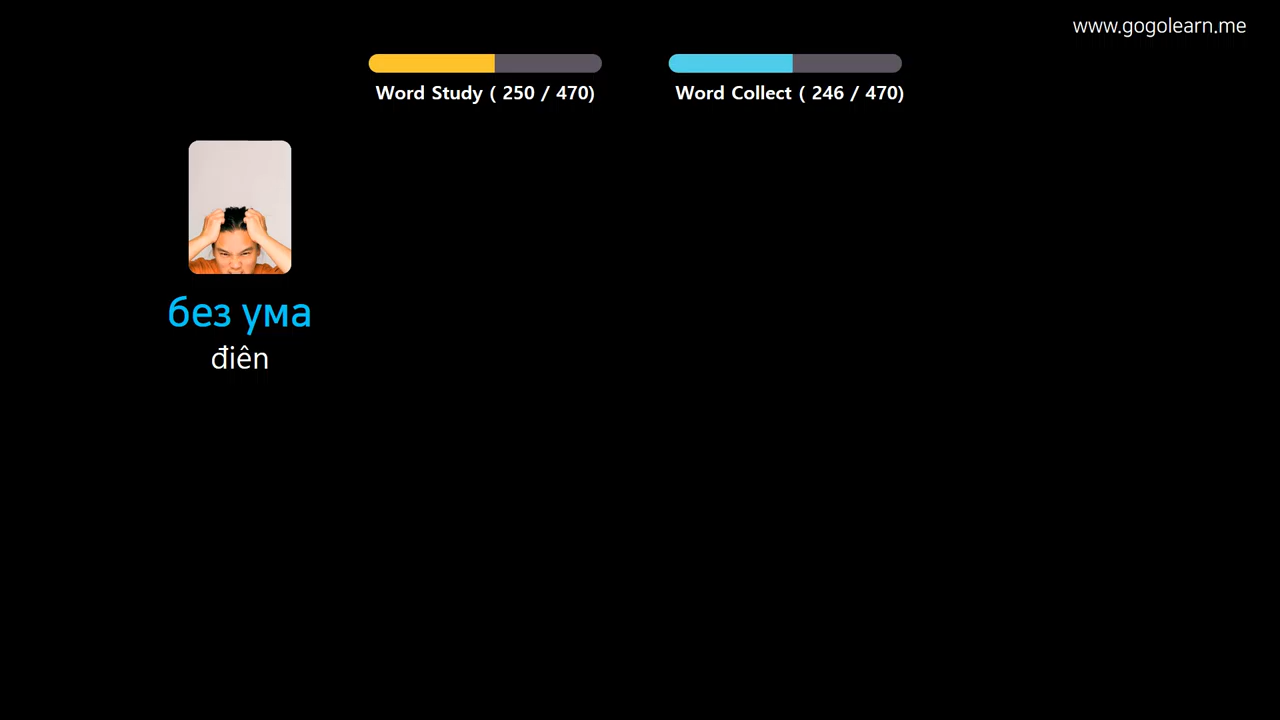 www.gogolearn.me
Word Study ( 250 / 470)
Word Collect ( 246 / 470)
без ума
điên